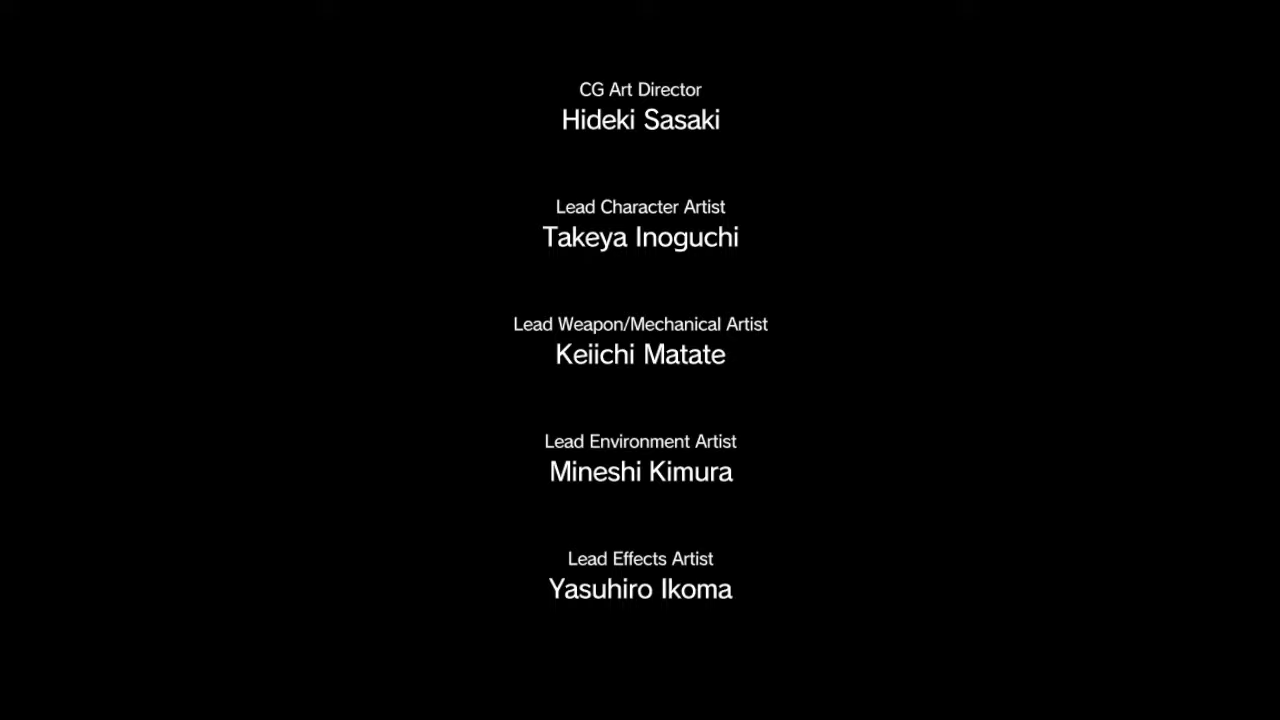 CG Art Director
Hideki Sasaki
Lead Character Artist
Takeya Inoguchi
Lead Weapon/Mechanical Artist
Keiichi Matate
Lead Environment Artist
Mineshi Kimura
Lead Effects Artist
Yasuhiro Ikoma